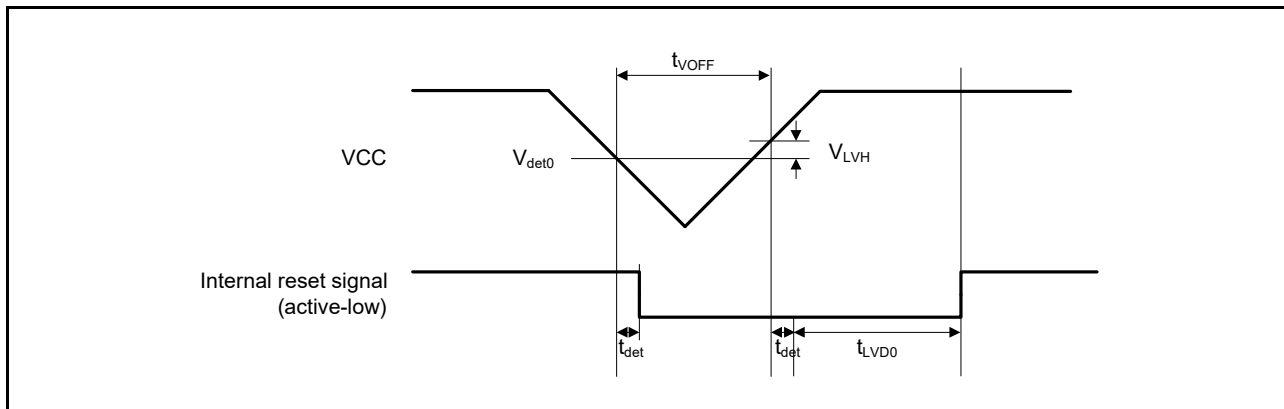 tVOFF
VCC
Vdet0
VLVH
Internal reset signal
(active-low)
tdet
tdet
tLVD0